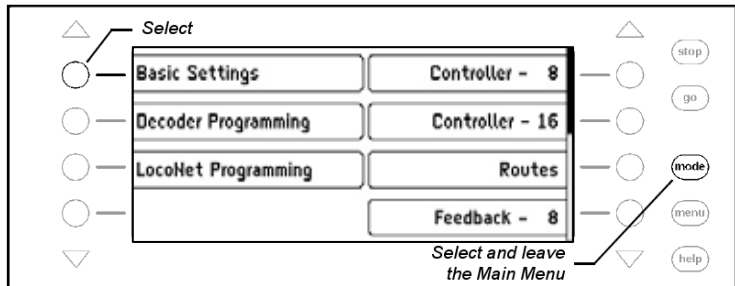 Select
stop
Basic Settings
Controller - 8
go
Decoder Programming
Controller - 16
LocoNet Programming
Routes
mode
Feedback - 8
menu
Select and leave
the Main Menu
help